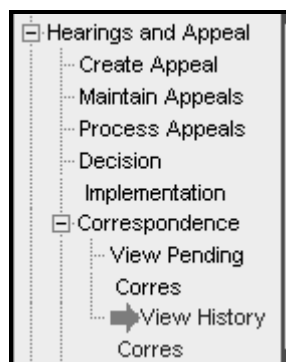 Hearings and Appeal
Create Appeal
Maintain Appeals
Process Appeals
Decision
Implementation
Correspondence
View Pending
Corres
View History
Corres